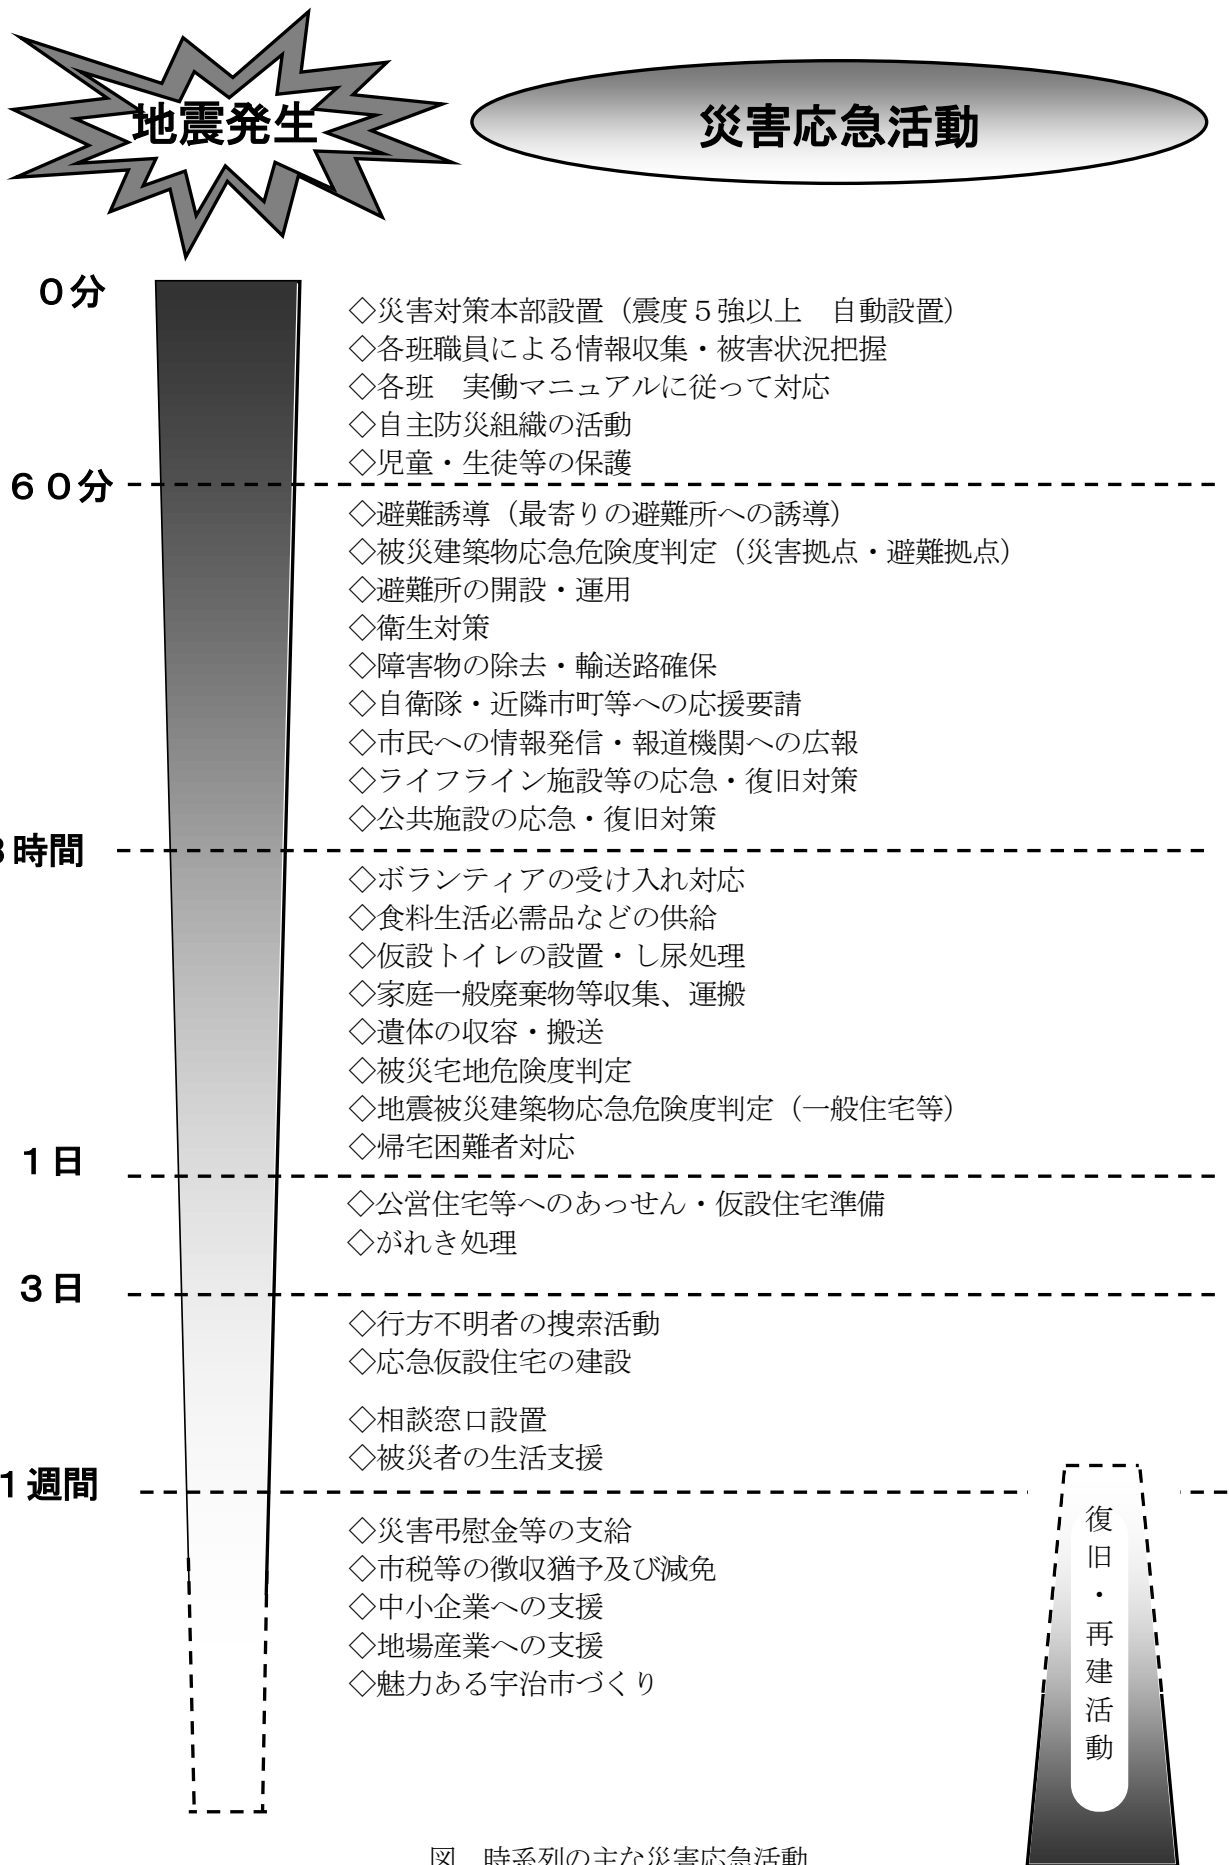 地震発生
災害応急活動
０分
◇災害対策本部設置（震度５強以上　自動設置）
◇各班職員による情報収集・被害状況把握
◇各班　実働マニュアルに従って対応
◇自主防災組織の活動
◇児童・生徒等の保護
６０分
◇避難誘導（最寄りの避難所への誘導）
◇被災建築物応急危険度判定（災害拠点・避難拠点）
◇避難所の開設・運用
◇衛生対策
◇障害物の除去・輸送路確保
◇自衛隊・近隣市町等への応援要請
◇市民への情報発信・報道機関への広報
◇ライフライン施設等の応急・復旧対策
◇公共施設の応急・復旧対策
３時間
◇ボランティアの受け入れ対応
◇食料生活必需品などの供給
◇仮設トイレの設置・し尿処理
◇家庭一般廃棄物等収集、運搬
◇遺体の収容・搬送
◇被災宅地危険度判定
◇地震被災建築物応急危険度判定（一般住宅等）
◇帰宅困難者対応
１日
◇公営住宅等へのあっせん・仮設住宅準備
◇がれき処理
３日
◇行方不明者の捜索活動
◇応急仮設住宅の建設
◇相談窓口設置
◇被災者の生活支援
１週間
◇災害弔慰金等の支給
◇市税等の徴収猶予及び減免
◇中小企業への支援
◇地場産業への支援
◇魅力ある宇治市づくり
復旧・再建活動
図　時系列の主な災害応急活動